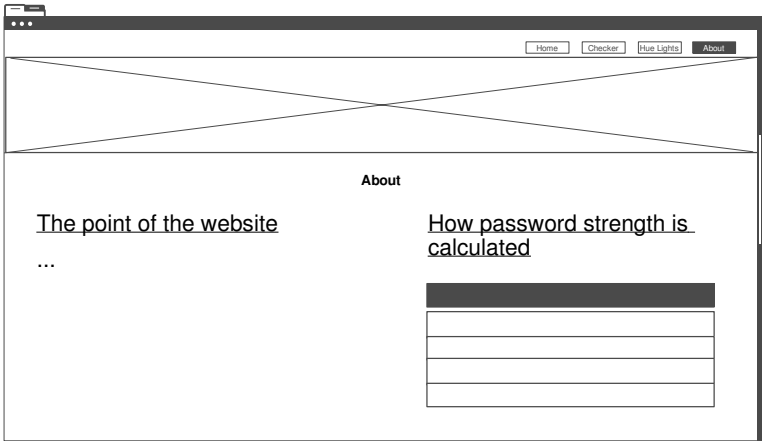 Home Checker Hue Lights About
About
The point of the website
...
How password strength is
calculated